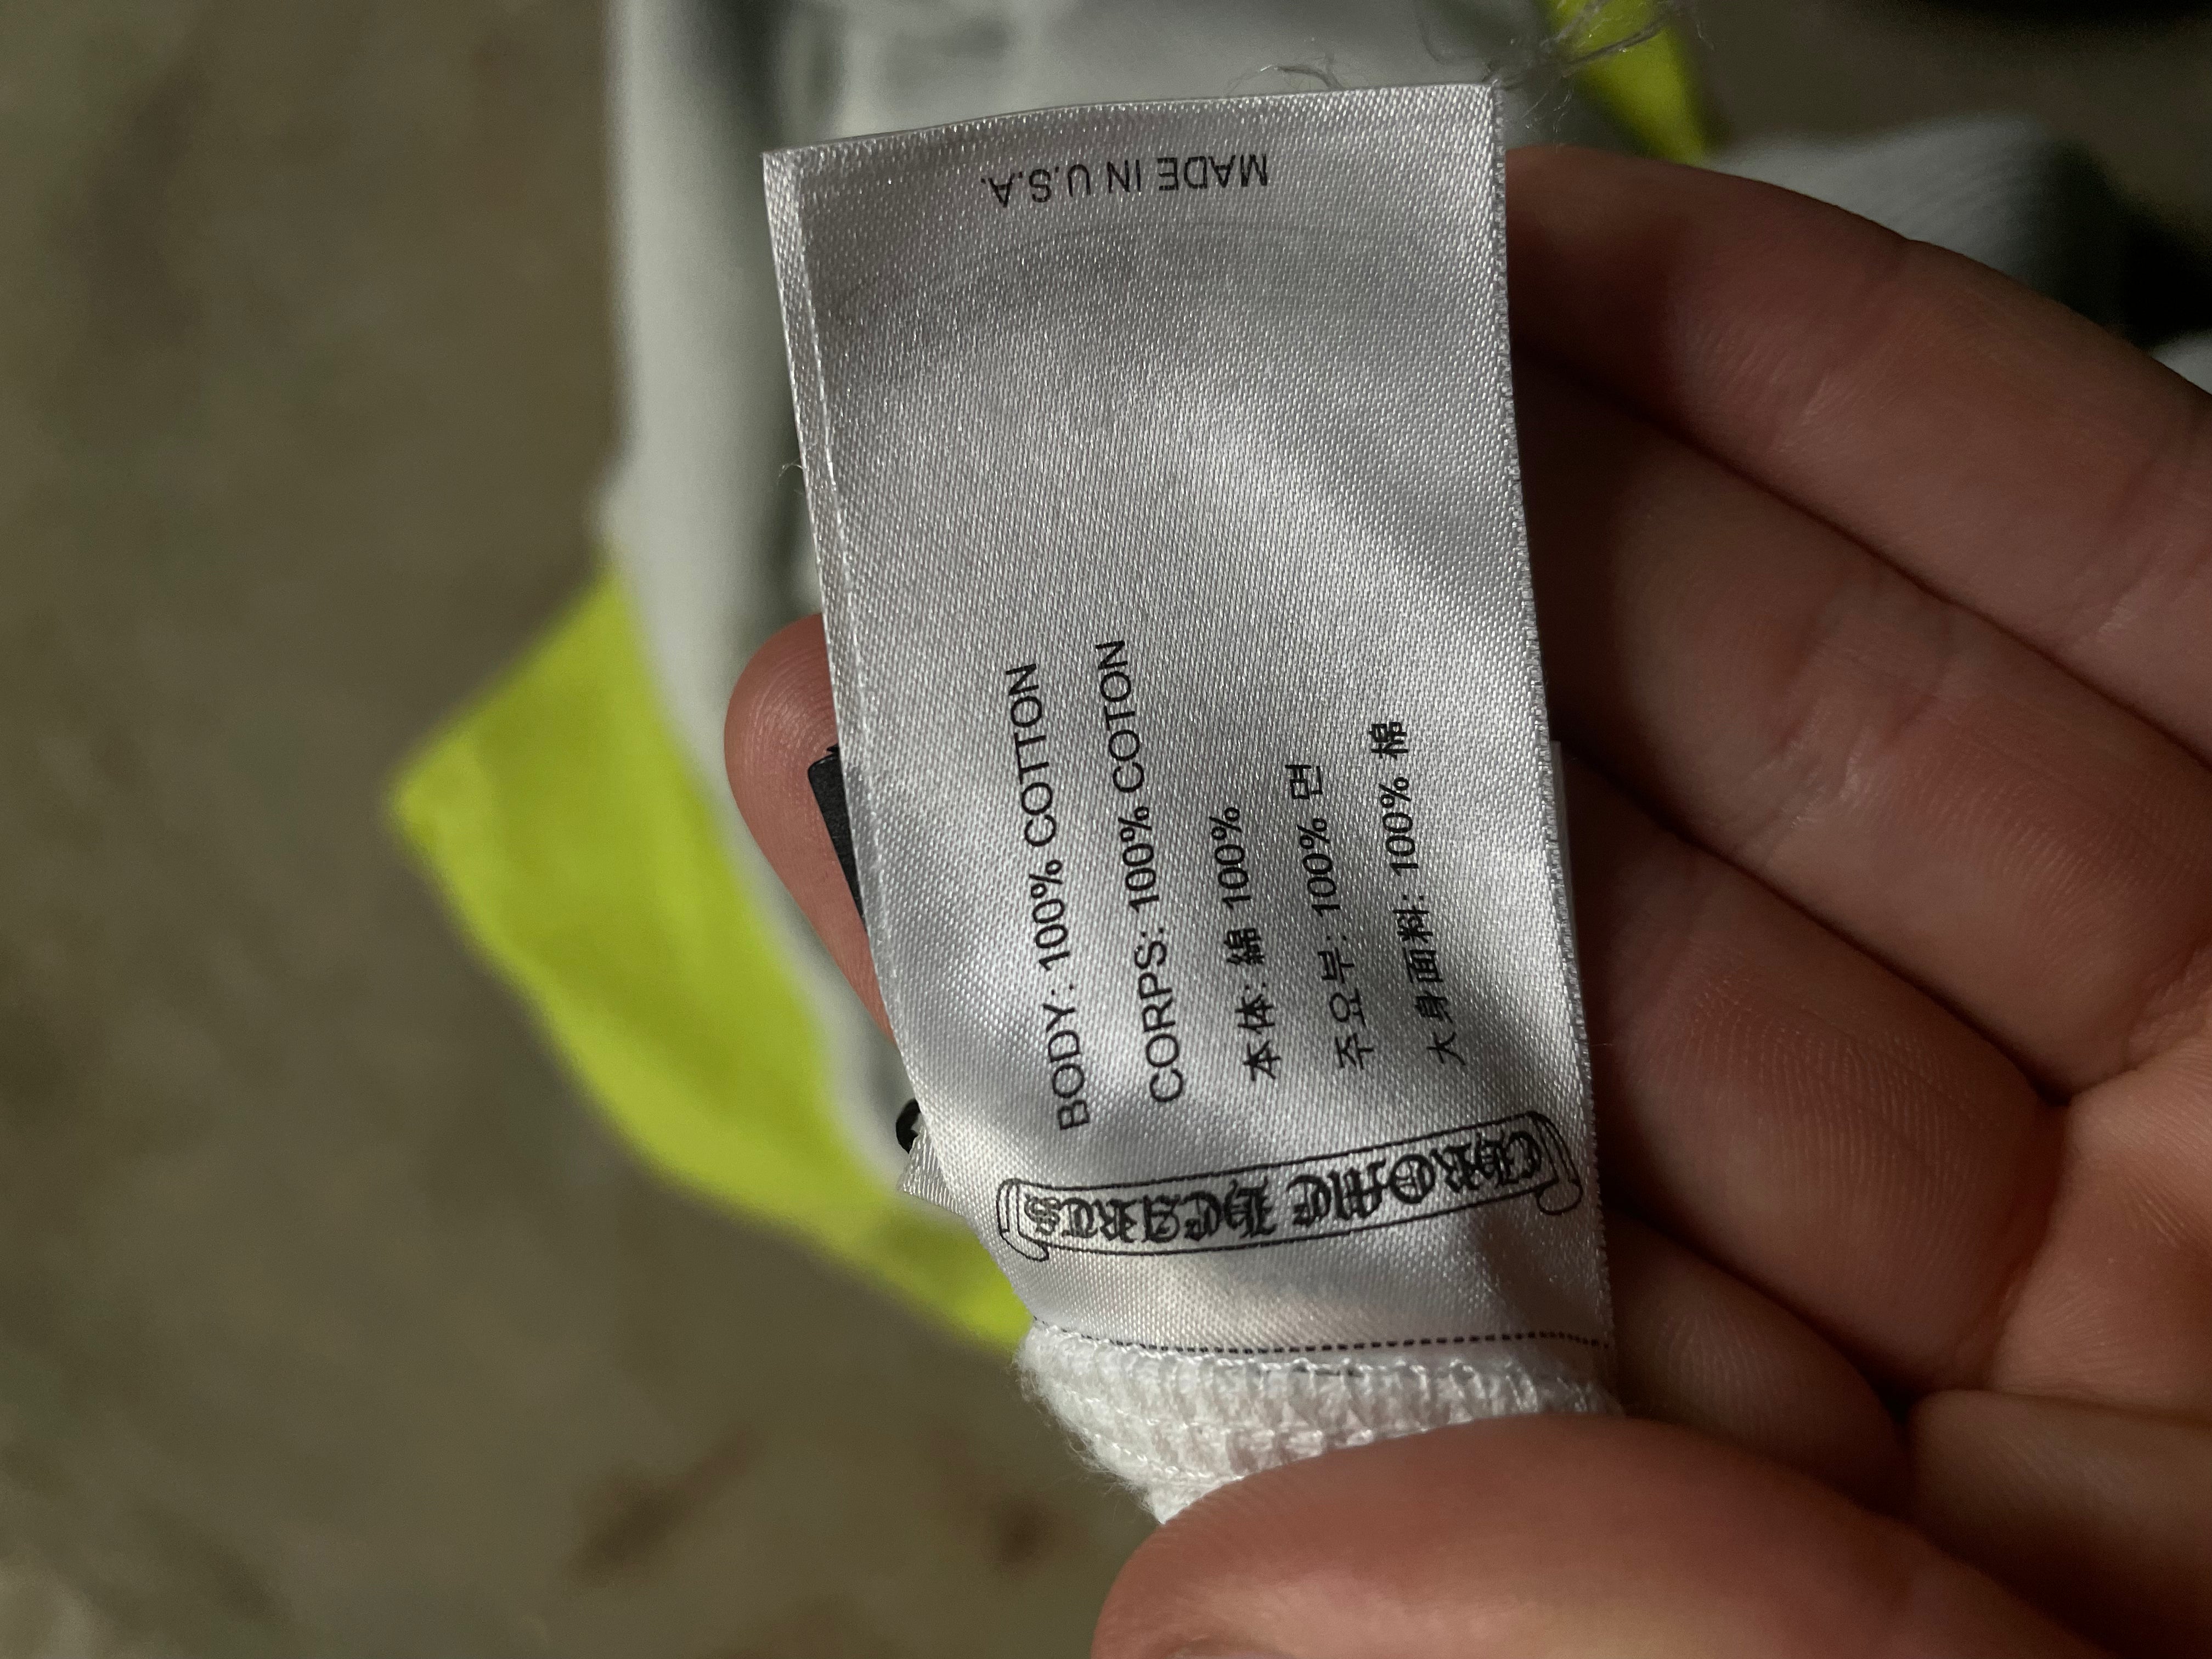 MADE IN U.S.A.
BODY: 100% COTTON
CORPS: 100% COTON
本体: 綿 100%
주요부: 100% 면
大身面料: 100% 棉
CHROME HEARTS